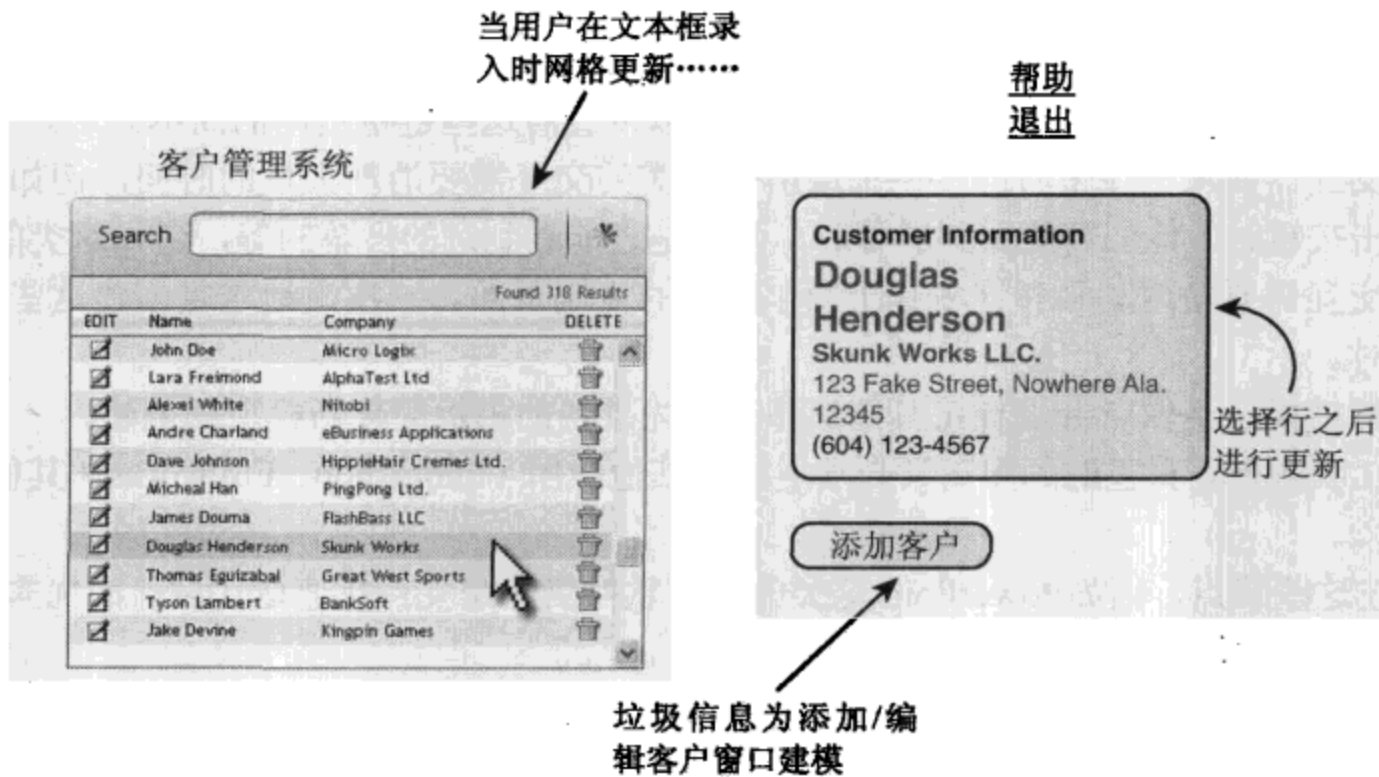 当用户在文本框录
入时网格更新……
帮助
退出
客户管理系统
Search
Found 318 Results
EDIT Name Company DELETE
John Doe Micro Logix
Lara Freimond AlphaTest Ltd
Alexei White Nitobi
Andre Charland eBusiness Applications
Dave Johnson HippieHair Cremes Ltd.
Micheal Han PingPong Ltd.
James Douma FlashBass LLC
Douglas Henderson Skunk Works
Thomas Eguizabal Great West Sports
Tyson Lambert BankSoft
Jake Devine Kingpin Games
Customer Information
Douglas
Henderson
Skunk Works LLC.
123 Fake Street, Nowhere Ala.
12345
(604) 123-4567
选择行之后
进行更新
添加客户
垃圾信息为添加/编
辑客户窗口建模